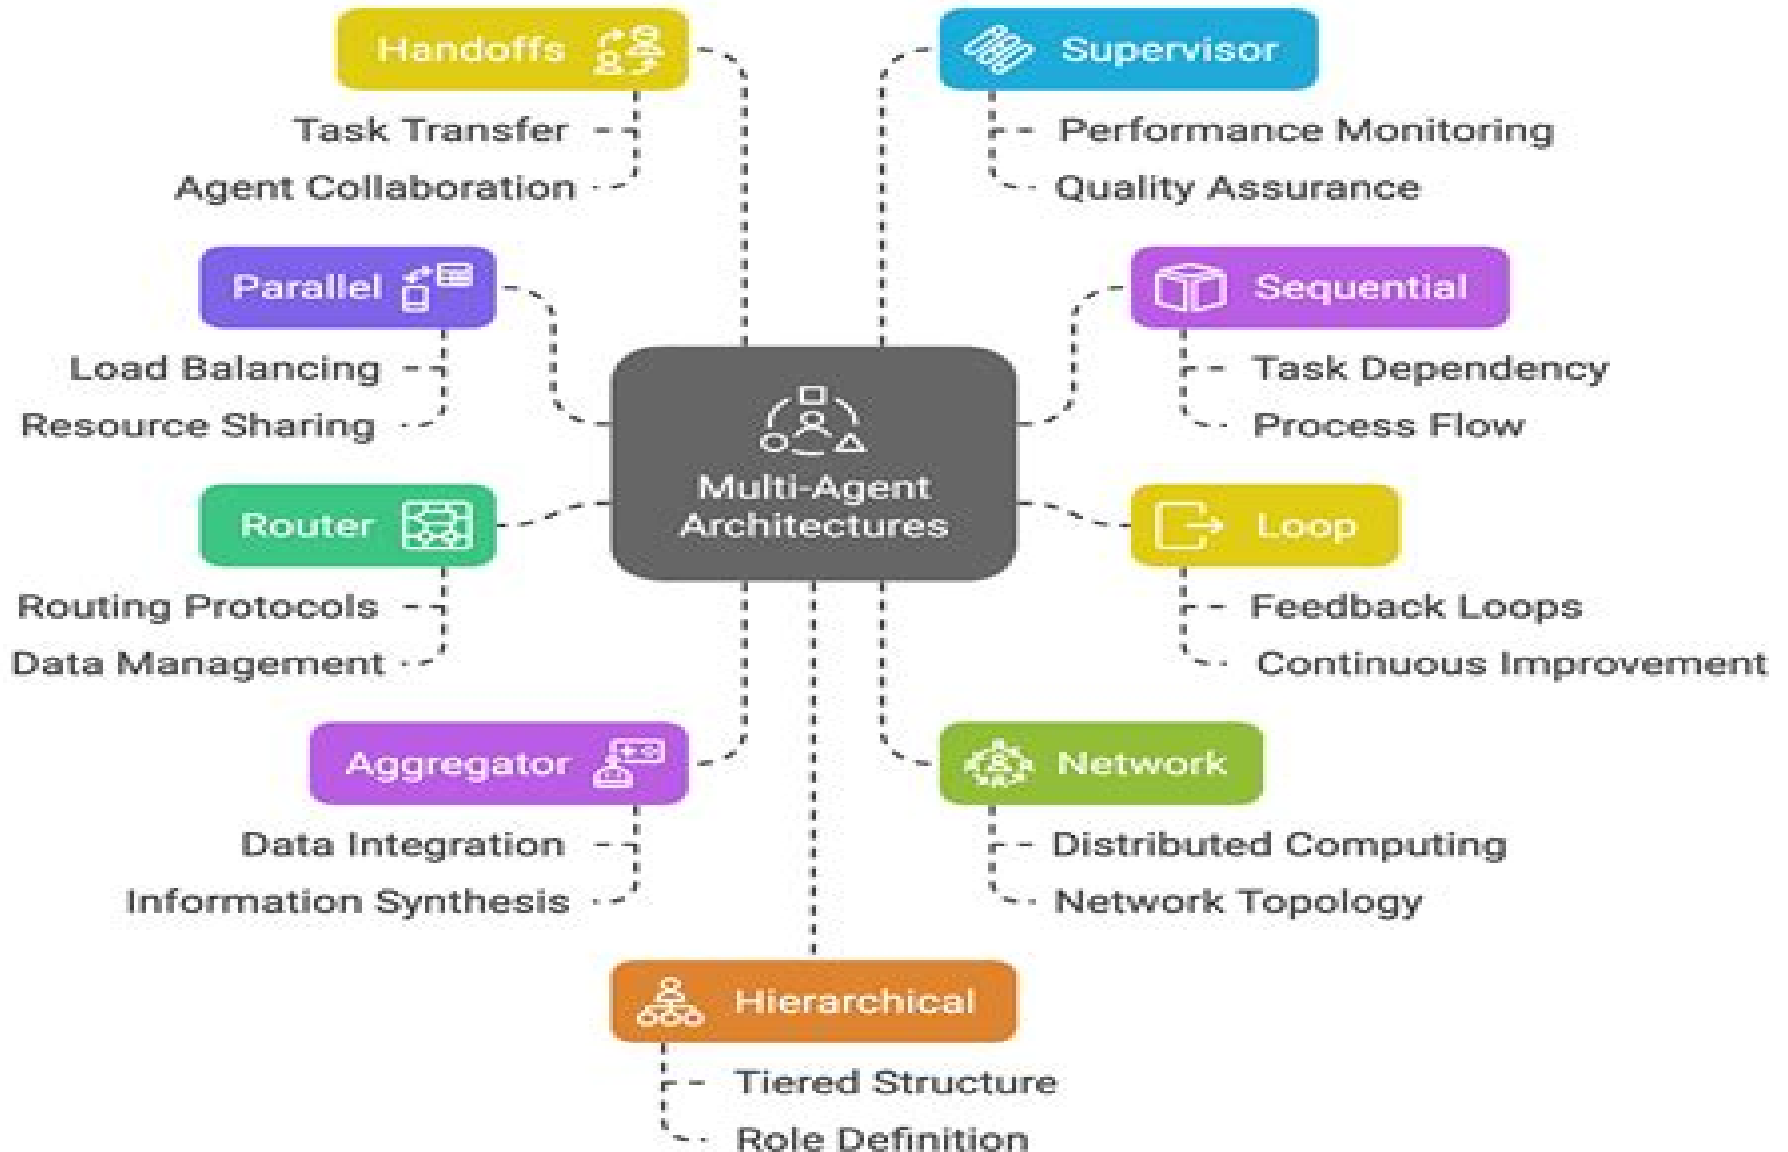 Handoffs
Task Transfer
Agent Collaboration
Supervisor
Performance Monitoring
Quality Assurance
Parallel
Load Balancing
Resource Sharing
Sequential
Task Dependency
Process Flow
Multi-Agent
Architectures
Router
Routing Protocols
Data Management
Loop
Feedback Loops
Continuous Improvement
Aggregator
Data Integration
Information Synthesis
Network
Distributed Computing
Network Topology
Hierarchical
Tiered Structure
Role Definition